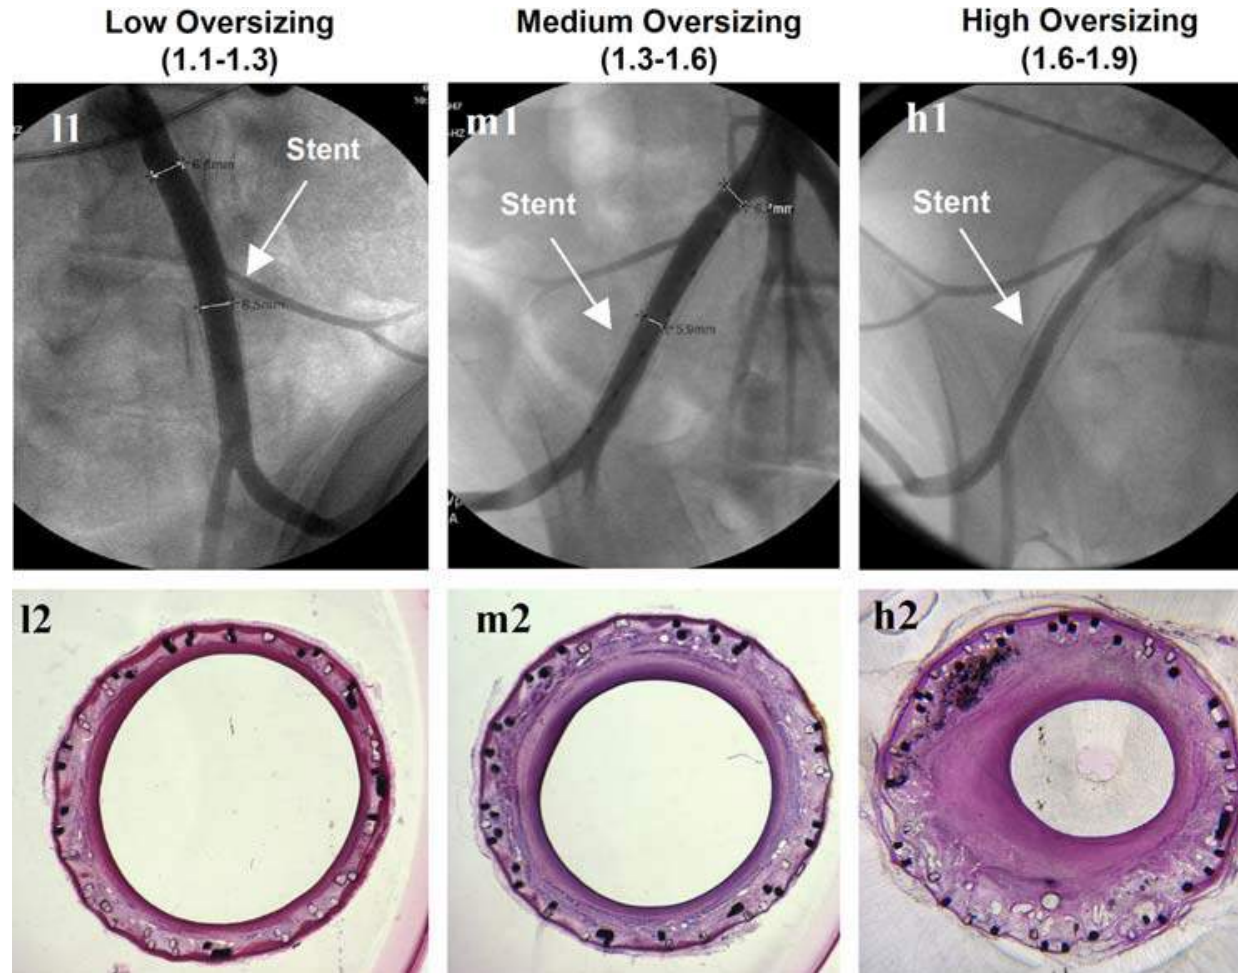 Low Oversizing
(1.1-1.3)
Medium Oversizing
(1.3-1.6)
High Oversizing
(1.6-1.9)
l1
Stent
m1
Stent
5.9mm
h1
Stent
l2
m2
h2